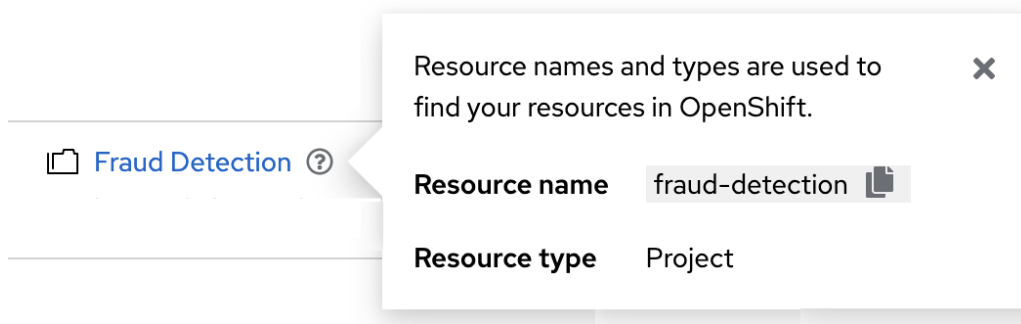 Fraud Detection
Resource names and types are used to
find your resources in OpenShift.
Resource name fraud-detection
Resource type Project